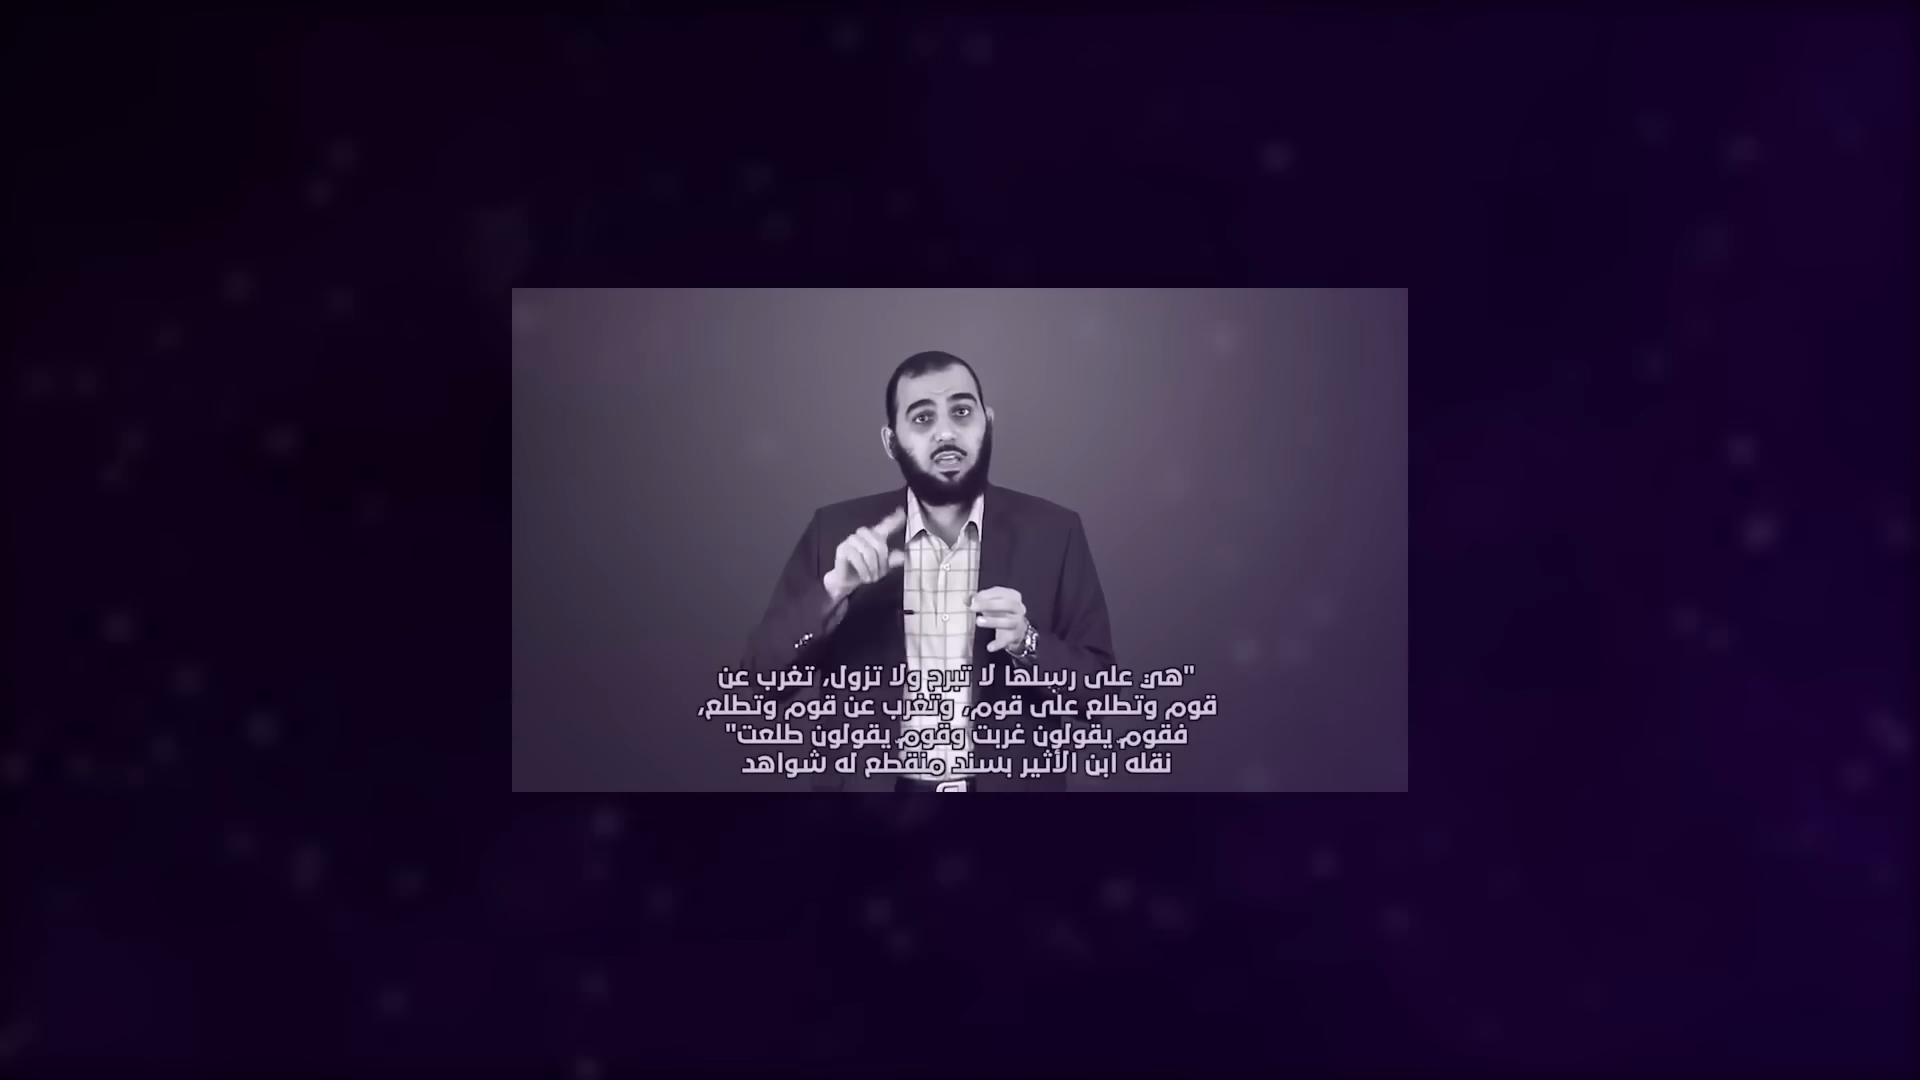 "هي على رسلها لا تبرح ولا تزول، تغرب عن
قوم وتطلع على قوم، وتغرب عن قوم وتطلع،
فقوم يقولون غربت وقوم يقولون طلعت"
نقله ابن الأثير بسند منقطع له شواهد